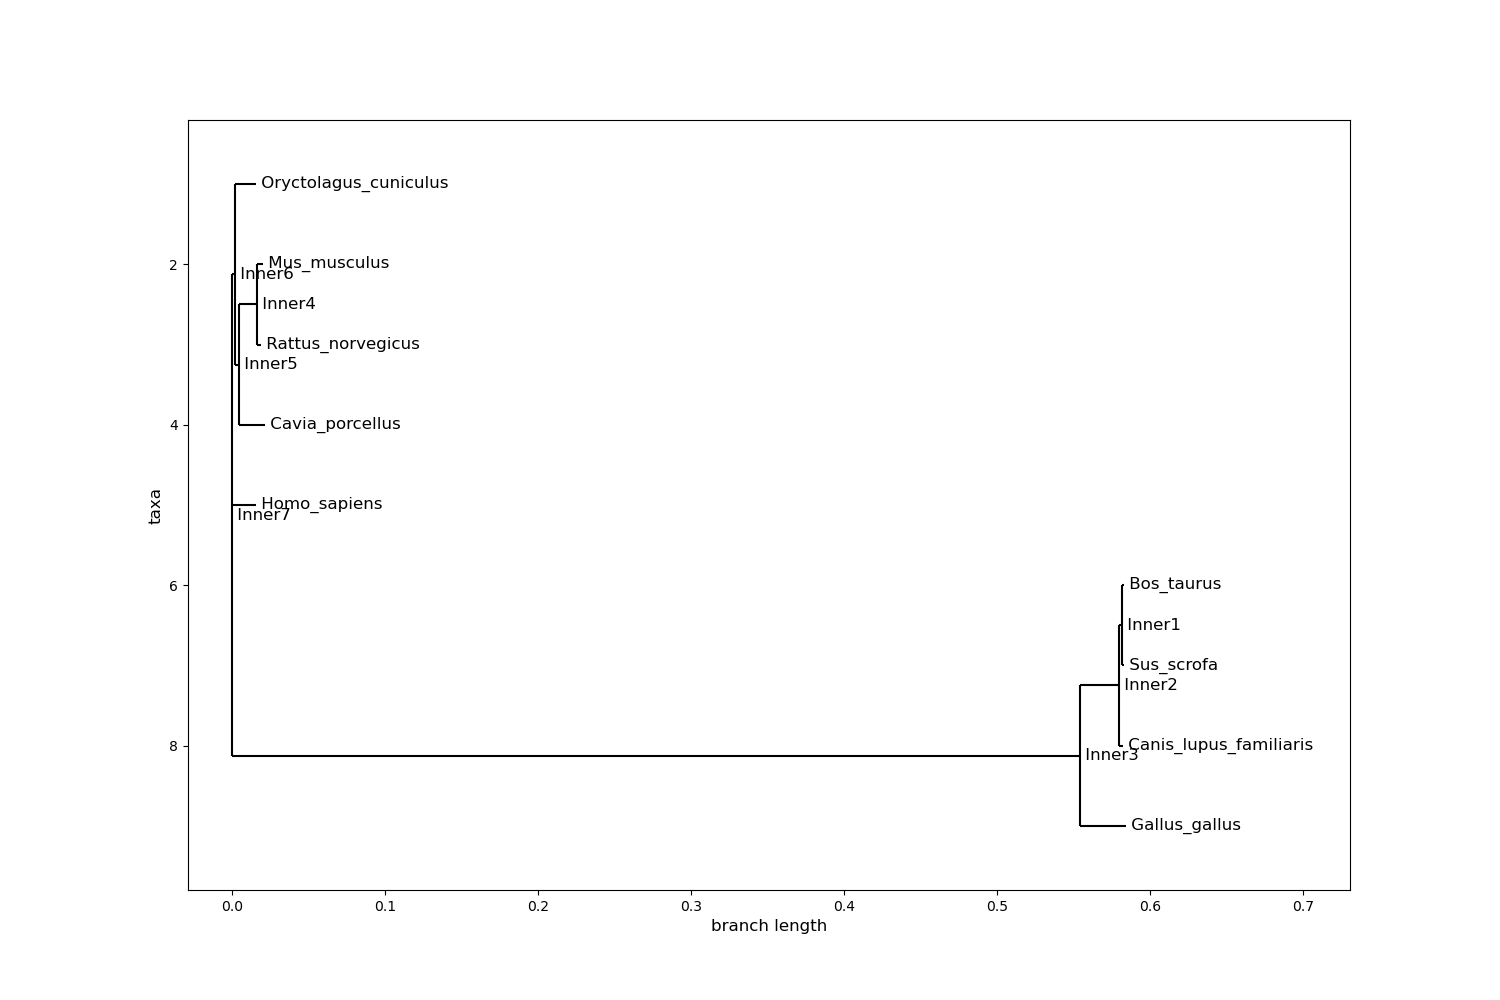 Oryctolagus_cuniculus
Mus_musculus
Inner6
Inner4
Rattus_norvegicus
Inner5
Cavia_porcellus
Homo_sapiens
Inner7
Bos_taurus
Inner1
Sus_scrofa
Inner2
Canis_lupus_familiaris
Inner3
Gallus_gallus
2
4
6
8
taxa
0.0 0.1 0.2 0.3 0.4 0.5 0.6 0.7
branch length